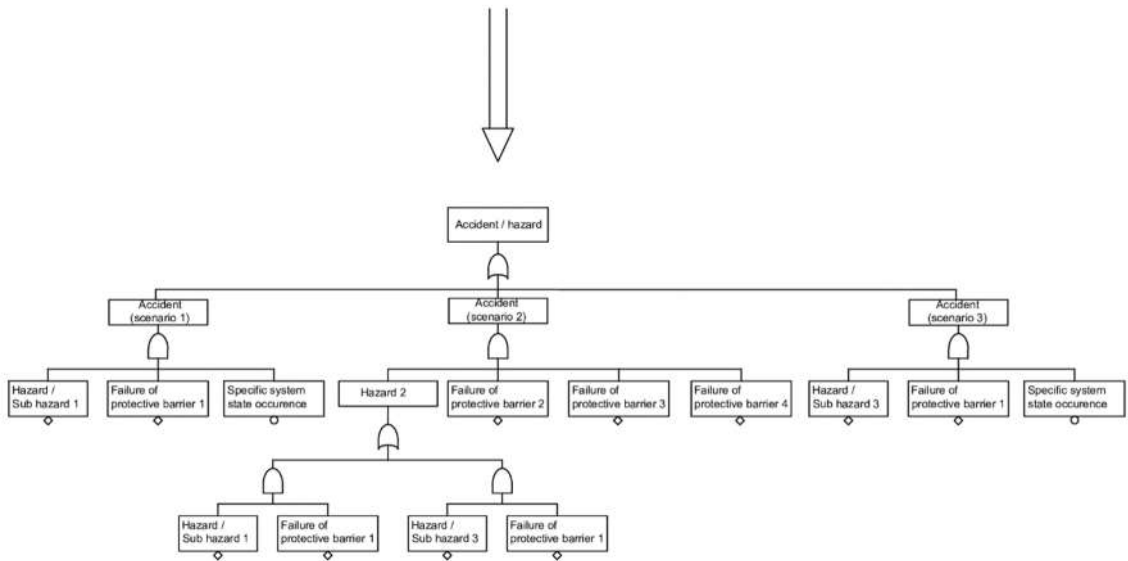 Accident / hazard
Accident
(scenario 1)
Accident
(scenario 2)
Accident
(scenario 3)
Hazard /
Sub hazard 1
Failure of
protective barrier 1
Specific system
state occurence
Hazard 2
Failure of
protective barrier 2
Failure of
protective barrier 3
Failure of
protective barrier 4
Hazard /
Sub hazard 3
Failure of
protective barrier 1
Specific system
state occurence
Hazard /
Sub hazard 1
Failure of
protective barrier 1
Hazard /
Sub hazard 3
Failure of
protective barrier 1